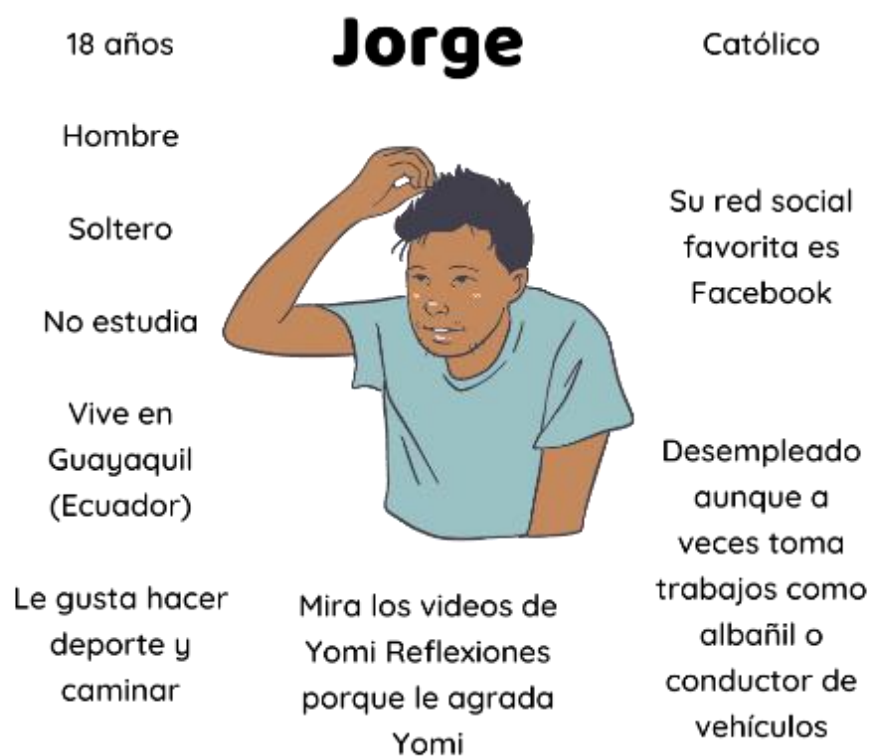 Jorge
18 años
Hombre
Soltero
No estudia
Vive en
Guayaquil
(Ecuador)
Le gusta hacer
deporte y
caminar
Mira los videos de
Yomi Reflexiones
porque le agrada
Yomi
Católico
Su red social
favorita es
Facebook
Desempleado
aunque a
veces toma
trabajos como
albañil o
conductor de
vehículos